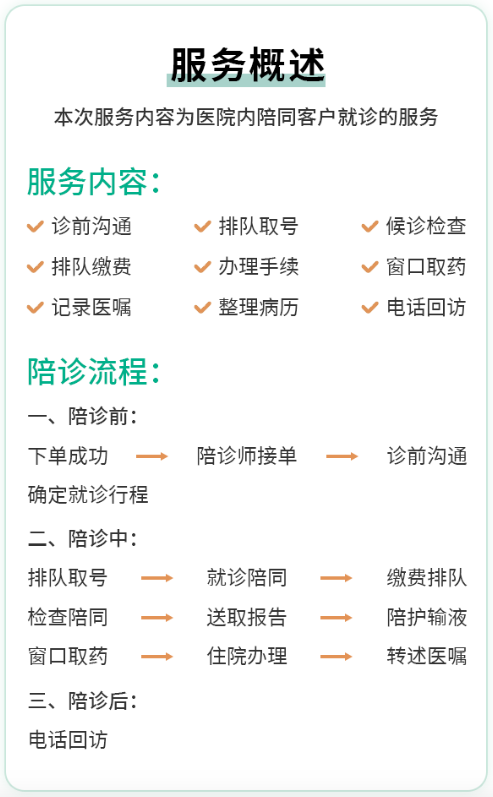 服务概述
本次服务内容为医院内陪同客户就诊的服务
服务内容：
诊前沟通 排队取号 候诊检查
排队缴费 办理手续 窗口取药
记录医嘱 整理病历 电话回访
陪诊流程：
一、陪诊前：
下单成功 陪诊师接单 诊前沟通
确定就诊行程
二、陪诊中：
排队取号 就诊陪同 缴费排队
检查陪同 送取报告 陪护输液
窗口取药 住院办理 转述医嘱
三、陪诊后：
电话回访